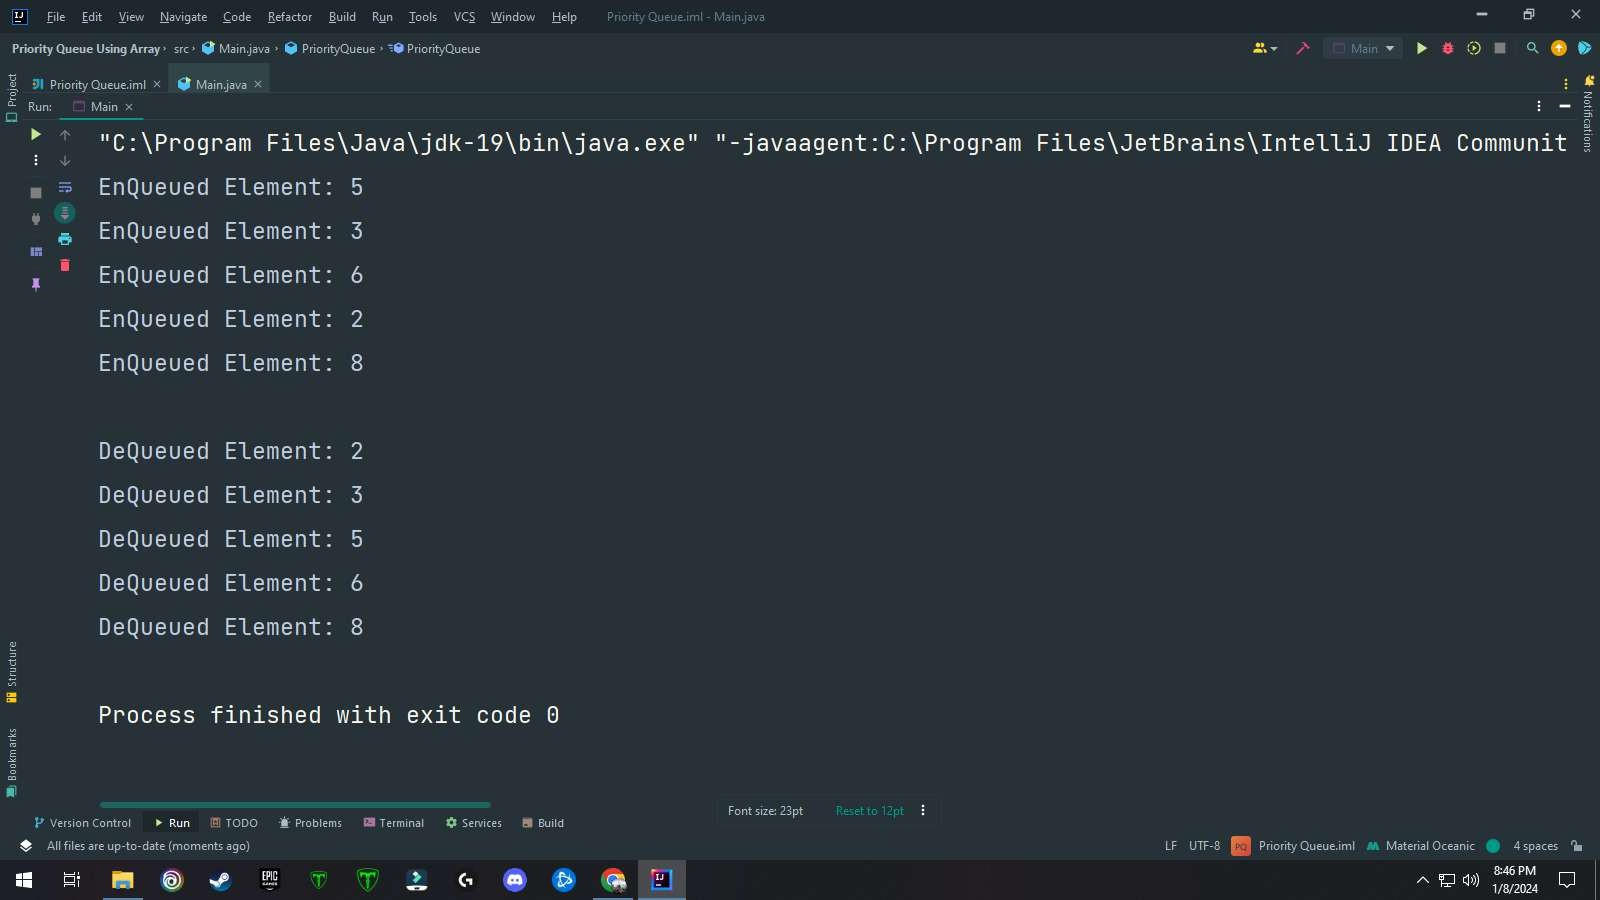 File Edit View Navigate Code Refactor Build Run Tools VCS Window Help Priority Queue.iml - Main.java
Priority Queue Using Array › src › Main.java › PriorityQueue › PriorityQueue
Main
Priority Queue.iml Main.java
Project
Notifications
Run: Main
"C:\Program Files\Java\jdk-19\bin\java.exe" "-javaagent:C:\Program Files\JetBrains\IntelliJ IDEA Communit
EnQueued Element: 5
EnQueued Element: 3
EnQueued Element: 6
EnQueued Element: 2
EnQueued Element: 8
DeQueued Element: 2
DeQueued Element: 3
DeQueued Element: 5
DeQueued Element: 6
DeQueued Element: 8
Process finished with exit code 0
Structure
Bookmarks
Font size: 23pt Reset to 12pt
Version Control Run TODO Problems Terminal Services Build
All files are up-to-date (moments ago)
LF UTF-8 PQ Priority Queue.iml Material Oceanic 4 spaces
EPIC GAMES
IJ
8:46 PM
1/8/2024